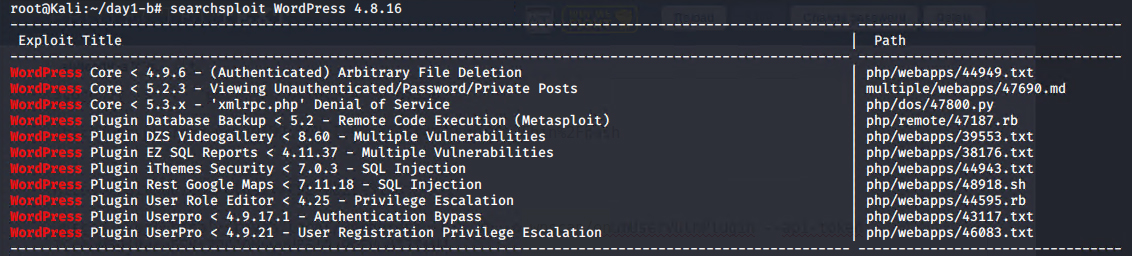 root@Kali:~/day1-b# searchsploit WordPress 4.8.16
Exploit Title | Path
WordPress Core < 4.9.6 - (Authenticated) Arbitrary File Deletion | php/webapps/44949.txt
WordPress Core < 5.2.3 - Viewing Unauthenticated/Password/Private Posts | multiple/webapps/47690.md
WordPress Core < 5.3.x - 'xmlrpc.php' Denial of Service | php/dos/47800.py
WordPress Plugin Database Backup < 5.2 - Remote Code Execution (Metasploit) | php/remote/47187.rb
WordPress Plugin DZS Videogallery < 8.60 - Multiple Vulnerabilities | php/webapps/39553.txt
WordPress Plugin EZ SQL Reports < 4.11.37 - Multiple Vulnerabilities | php/webapps/38176.txt
WordPress Plugin iThemes Security < 7.0.3 - SQL Injection | php/webapps/44943.txt
WordPress Plugin Rest Google Maps < 7.11.18 - SQL Injection | php/webapps/48918.sh
WordPress Plugin User Role Editor < 4.25 - Privilege Escalation | php/webapps/44595.rb
WordPress Plugin Userpro < 4.9.17.1 - Authentication Bypass | php/webapps/43117.txt
WordPress Plugin UserPro < 4.9.21 - User Registration Privilege Escalation | php/webapps/46083.txt